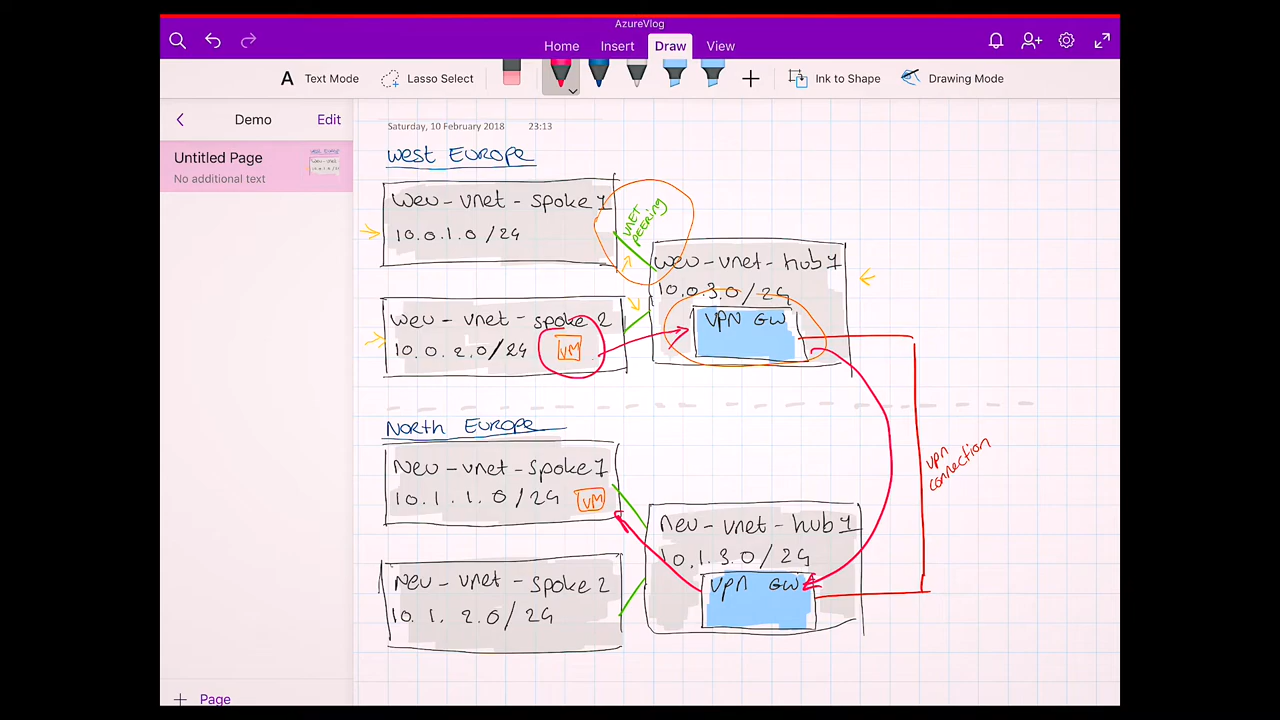 AzureVlog
Home Insert Draw View
Text Mode Lasso Select Ink to Shape Drawing Mode
Demo Edit
Untitled Page
No additional text
Saturday, 10 February 2018 23:13
West Europe
weu-vnet-spoke 1
10.0.1.0/24
VNET
PEERING
weu-vnet-hub 1
10.0.3.0/24
VPN GW
weu-vnet-spoke 2
10.0.2.0/24
VM
North Europe
Neu-vnet-spoke 1
10.1.1.0/24
VM
vpn
connection
neu-vnet-hub 1
10.1.3.0/24
VPN GW
Neu-vnet-spoke 2
10.1.2.0/24
Page